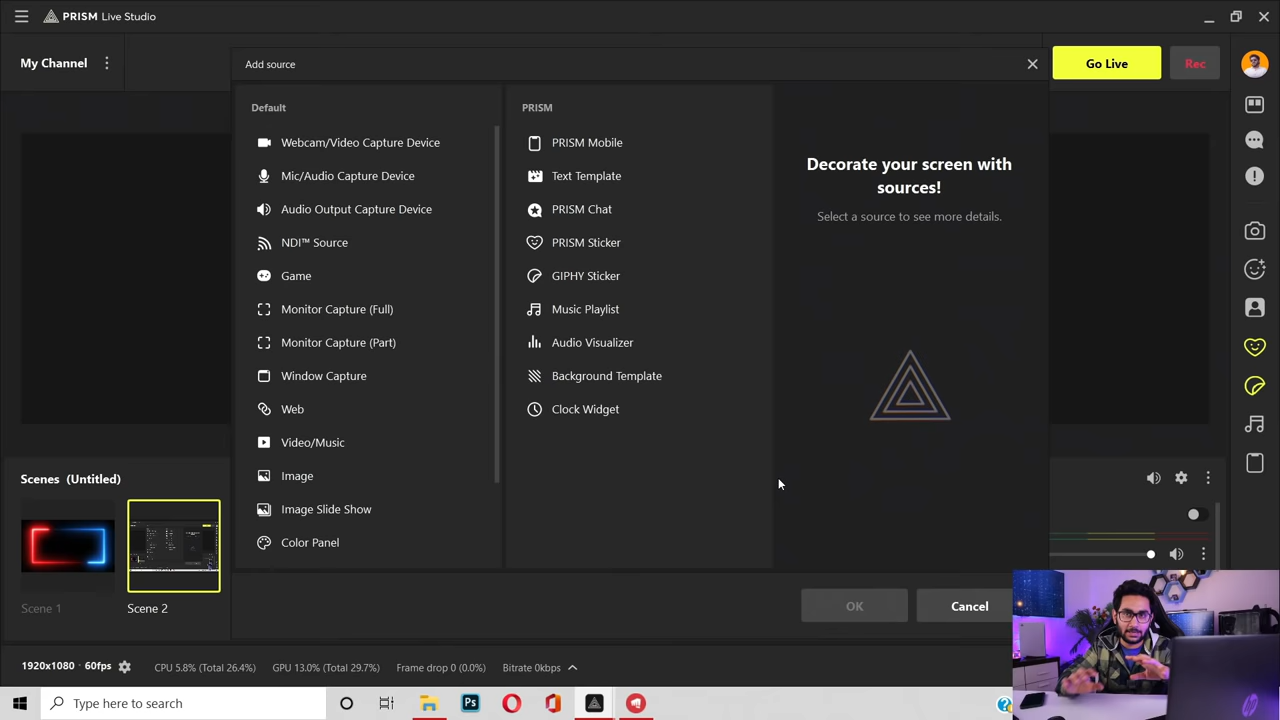 PRISM Live Studio
My Channel
Go Live
Rec
Add source
Default
Webcam/Video Capture Device
Mic/Audio Capture Device
Audio Output Capture Device
NDI™ Source
Game
Monitor Capture (Full)
Monitor Capture (Part)
Window Capture
Web
Video/Music
Image
Image Slide Show
Color Panel
PRISM
PRISM Mobile
Text Template
PRISM Chat
PRISM Sticker
GIPHY Sticker
Music Playlist
Audio Visualizer
Background Template
Clock Widget
Decorate your screen with
sources!
Select a source to see more details.
OK
Cancel
Scenes (Untitled)
Scene 1
Scene 2
1920x1080 · 60fps
CPU 5.8% (Total 26.4%)
GPU 13.0% (Total 29.7%)
Frame drop 0 (0.0%)
Bitrate 0kbps
Type here to search
Ps